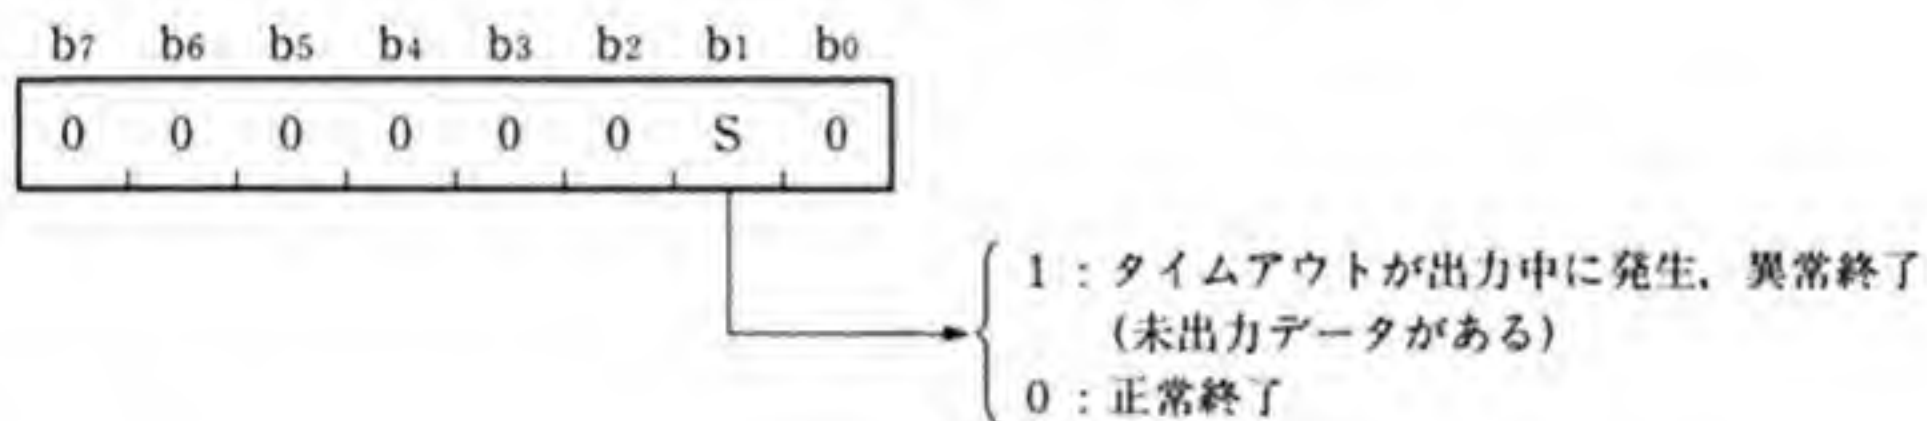 b7 b6 b5 b4 b3 b2 b1 b0
0 0 0 0 0 0 S 0
1 : タイムアウトが出力中に発生，異常終了
(未出力データがある)
0 : 正常終了